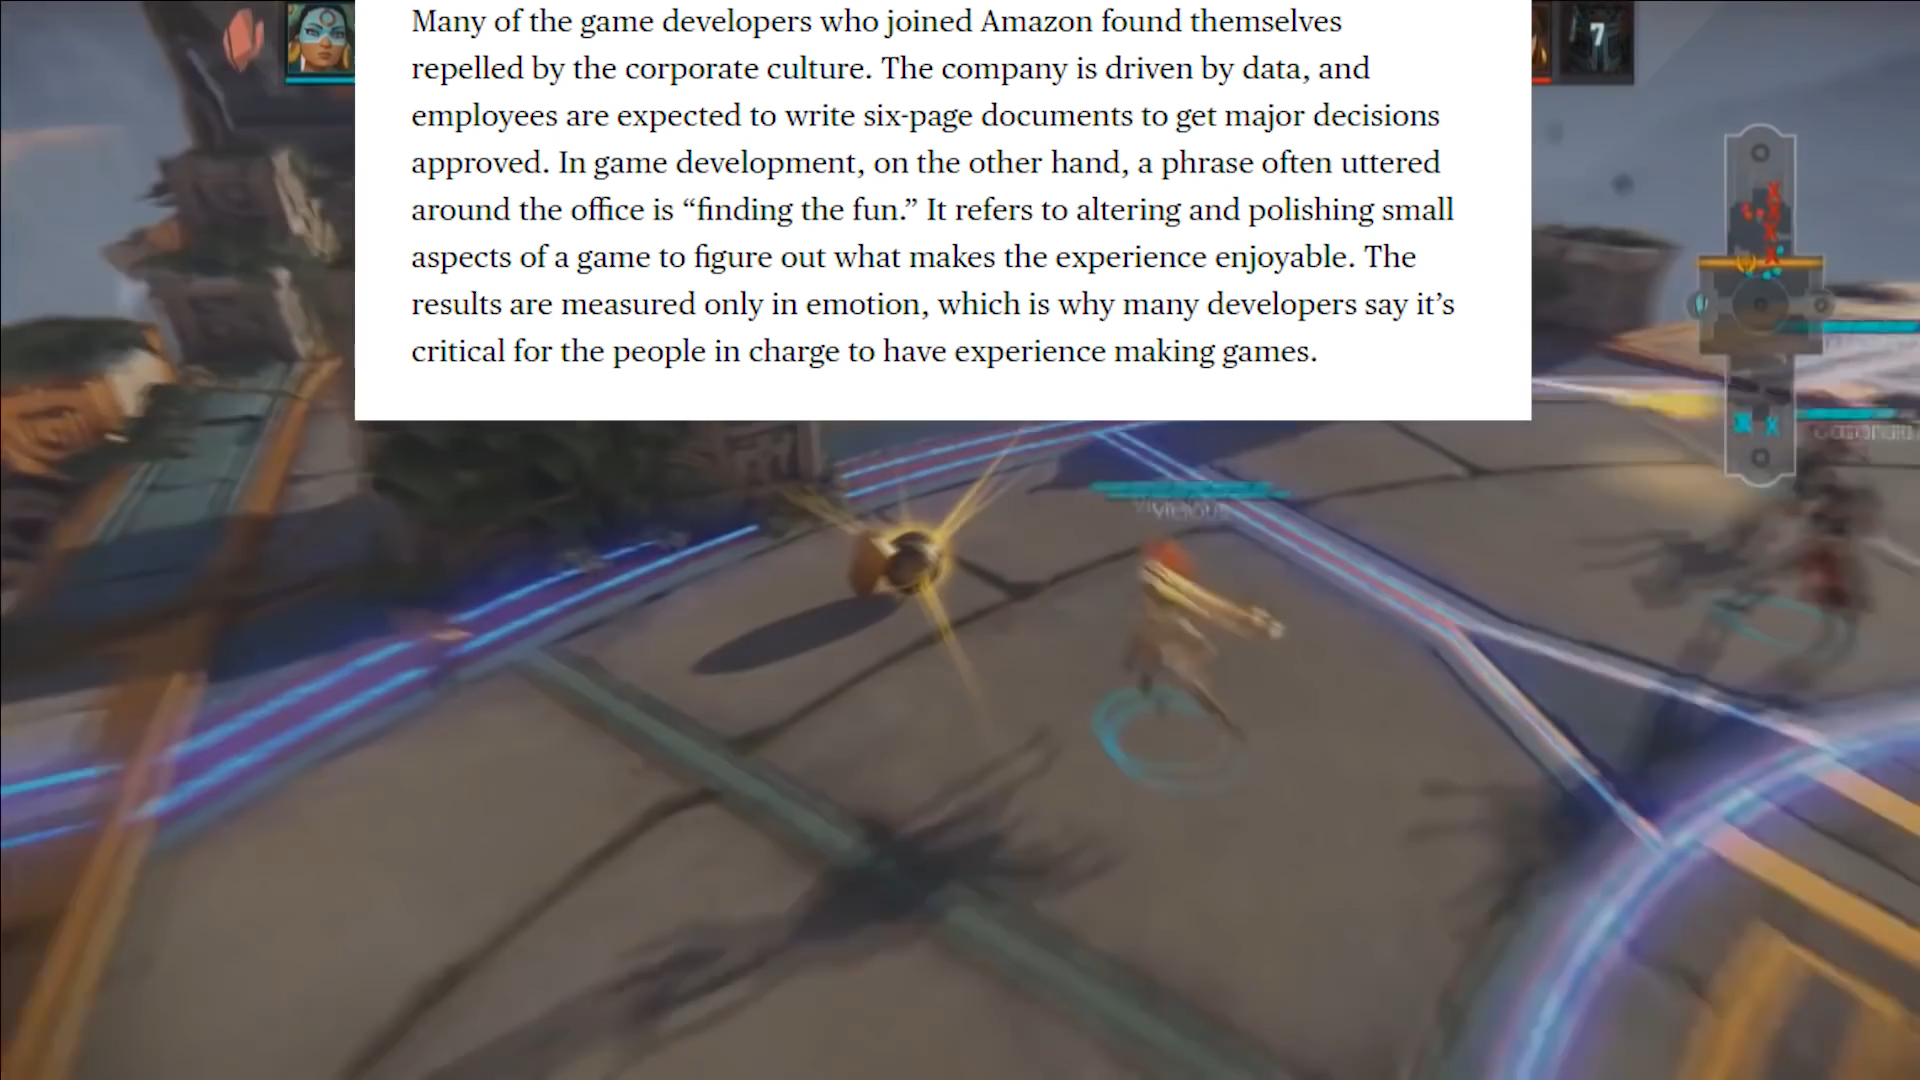 Many of the game developers who joined Amazon found themselves
repelled by the corporate culture. The company is driven by data, and
employees are expected to write six-page documents to get major decisions
approved. In game development, on the other hand, a phrase often uttered
around the office is “finding the fun.” It refers to altering and polishing small
aspects of a game to figure out what makes the experience enjoyable. The
results are measured only in emotion, which is why many developers say it’s
critical for the people in charge to have experience making games.
7